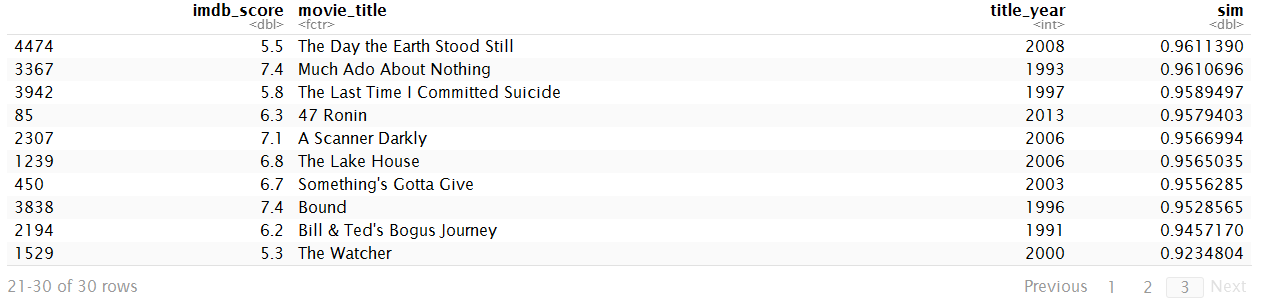 imdb_score movie_title title_year sim
<dbl> <fctr> <int> <dbl>
4474 5.5 The Day the Earth Stood Still 2008 0.9611390
3367 7.4 Much Ado About Nothing 1993 0.9610696
3942 5.8 The Last Time I Committed Suicide 1997 0.9589497
85 6.3 47 Ronin 2013 0.9579403
2307 7.1 A Scanner Darkly 2006 0.9566994
1239 6.8 The Lake House 2006 0.9565035
450 6.7 Something's Gotta Give 2003 0.9556285
3838 7.4 Bound 1996 0.9528565
2194 6.2 Bill & Ted's Bogus Journey 1991 0.9457170
1529 5.3 The Watcher 2000 0.9234804
21-30 of 30 rows Previous 1 2 3 Next